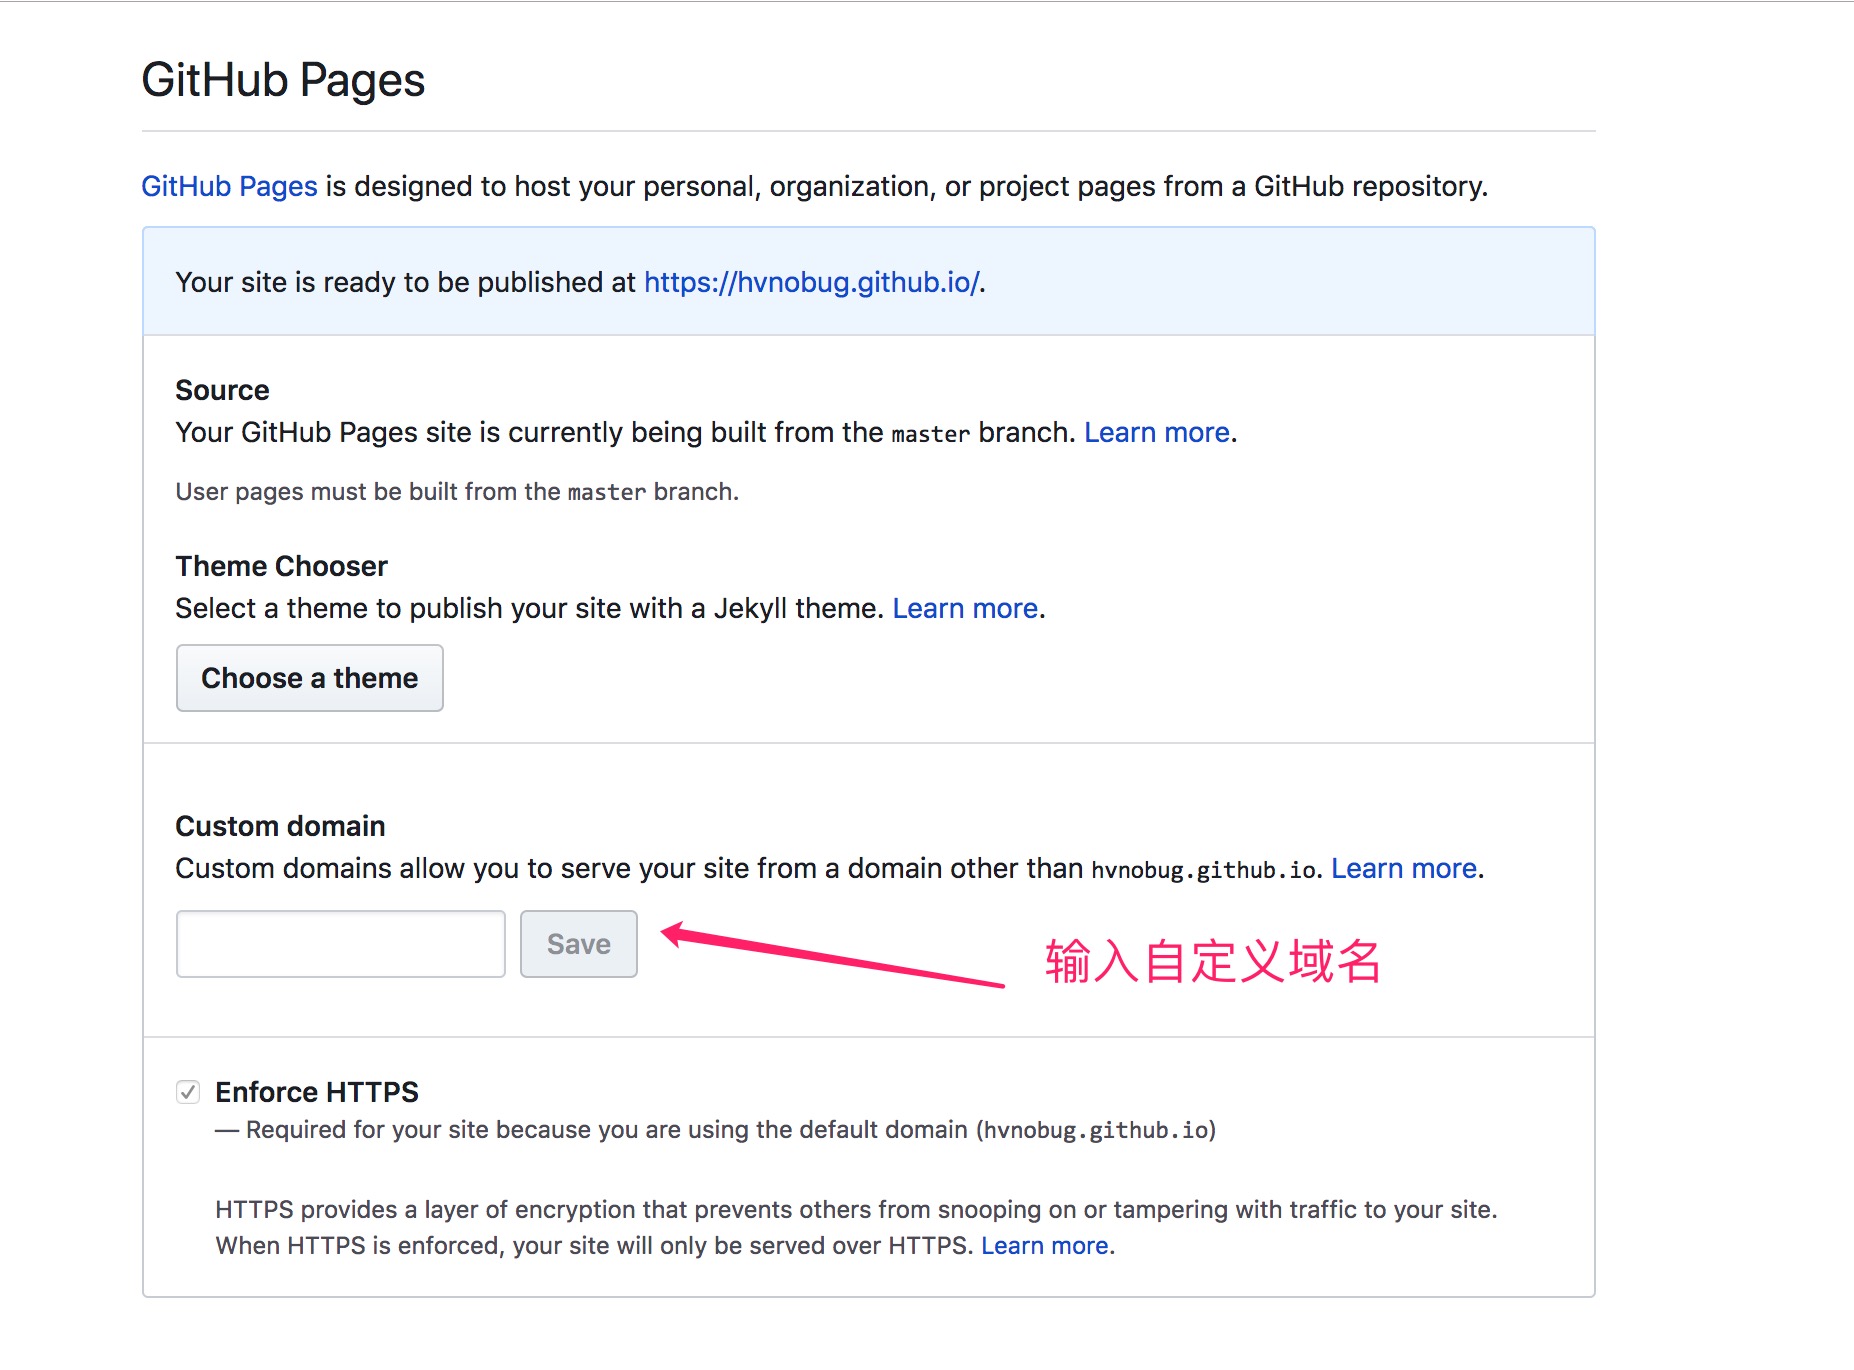 GitHub Pages
GitHub Pages is designed to host your personal, organization, or project pages from a GitHub repository.
Your site is ready to be published at https://hvnobug.github.io/.
Source
Your GitHub Pages site is currently being built from the master branch. Learn more.
User pages must be built from the master branch.
Theme Chooser
Select a theme to publish your site with a Jekyll theme. Learn more.
Choose a theme
Custom domain
Custom domains allow you to serve your site from a domain other than hvnobug.github.io. Learn more.
Save
输入自定义域名
Enforce HTTPS
— Required for your site because you are using the default domain (hvnobug.github.io)
HTTPS provides a layer of encryption that prevents others from snooping on or tampering with traffic to your site.
When HTTPS is enforced, your site will only be served over HTTPS. Learn more.